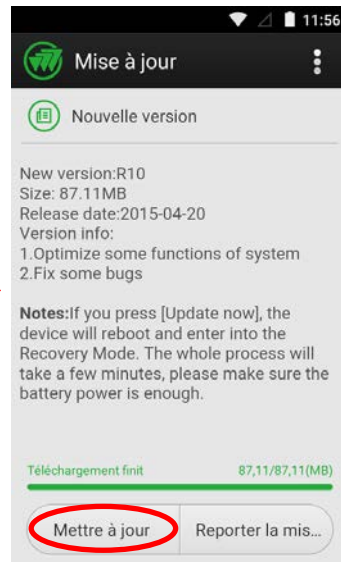 11:56
Mise à jour
Nouvelle version
New version:R10
Size: 87.11MB
Release date:2015-04-20
Version info:
1.Optimize some functions of system
2.Fix some bugs
Notes:If you press [Update now], the
device will reboot and enter into the
Recovery Mode. The whole process will
take a few minutes, please make sure the
battery power is enough.
Téléchargement finit 87,11/87,11(MB)
Mettre à jour Reporter la mis...